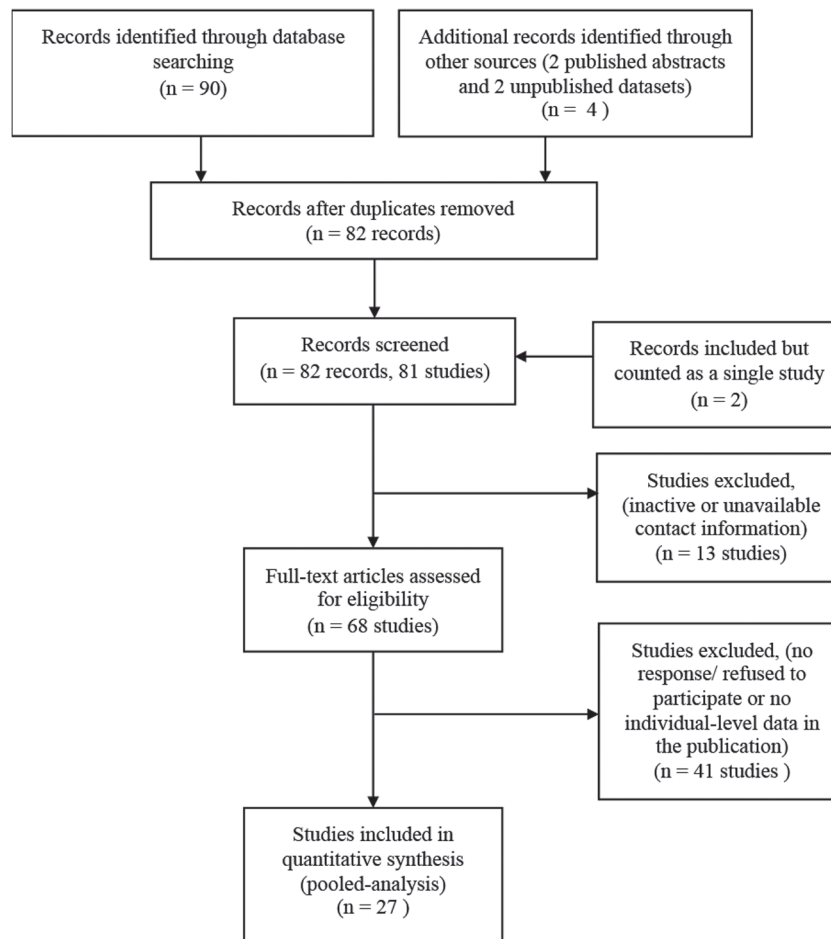 Records identified through database
searching
(n = 90)
Additional records identified through
other sources (2 published abstracts
and 2 unpublished datasets)
(n = 4 )
Records after duplicates removed
(n = 82 records)
Records screened
(n = 82 records, 81 studies)
Records included but
counted as a single study
(n = 2)
Studies excluded,
(inactive or unavailable
contact information)
(n = 13 studies)
Full-text articles assessed
for eligibility
(n = 68 studies)
Studies excluded, (no
response/ refused to
participate or no
individual-level data in
the publication)
(n = 41 studies )
Studies included in
quantitative synthesis
(pooled-analysis)
(n = 27 )